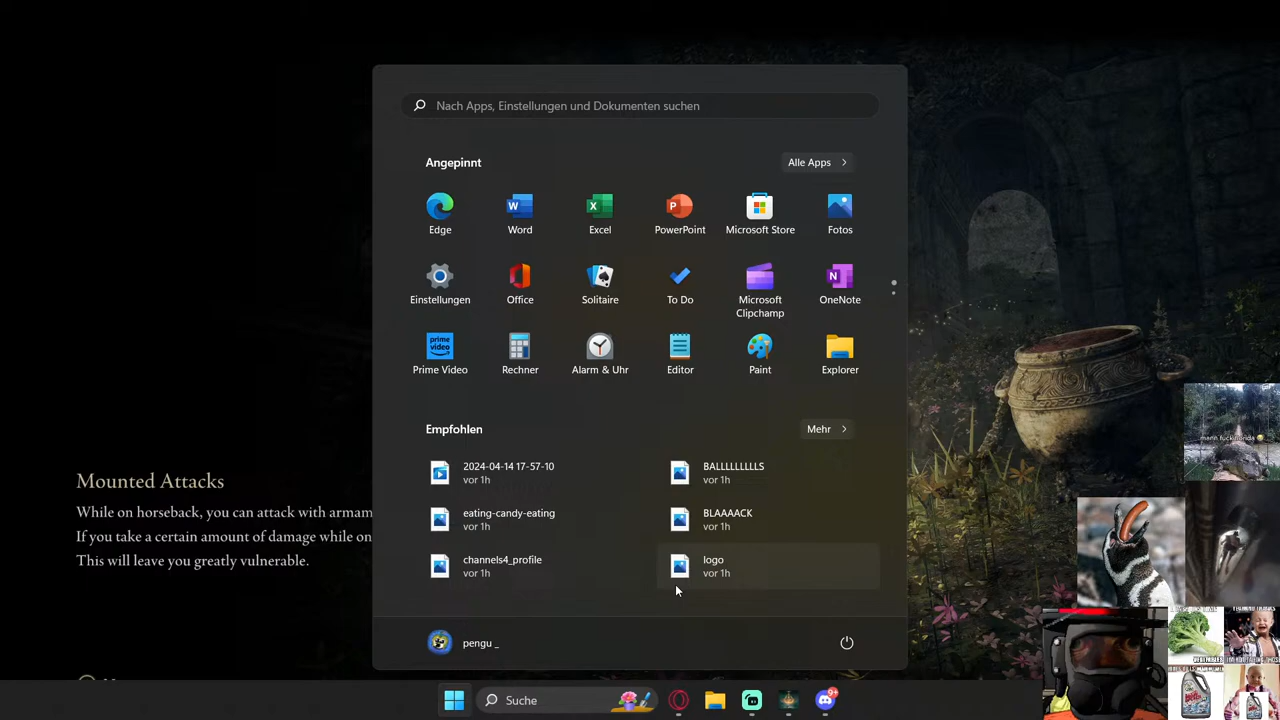 Nach Apps, Einstellungen und Dokumenten suchen
Angepinnt
Alle Apps
Edge
Word
Excel
PowerPoint
Microsoft Store
Fotos
Einstellungen
Office
Solitaire
To Do
Microsoft
Clipchamp
OneNote
prime
video
Prime Video
Rechner
Alarm & Uhr
Editor
Paint
Explorer
Empfohlen
Mehr
2024-04-14 17-57-10
vor 1h
BALLLLLLLLS
vor 1h
eating-candy-eating
vor 1h
BLAAAACK
vor 1h
channels4_profile
vor 1h
logo
vor 1h
pengu _
Mounted Attacks
While on horseback, you can attack with armam
If you take a certain amount of damage while on
This will leave you greatly vulnerable.
Suche
9+